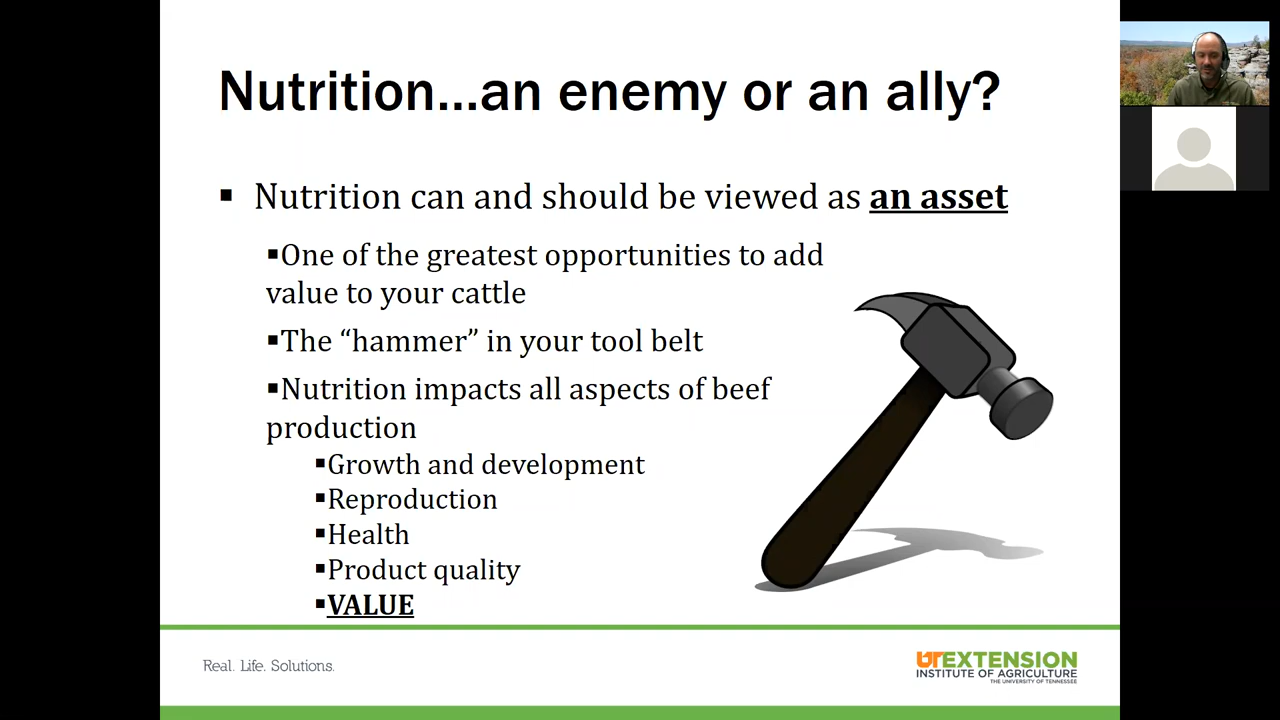 Nutrition...an enemy or an ally?
▪ Nutrition can and should be viewed as an asset
▪One of the greatest opportunities to add
value to your cattle
▪The “hammer” in your tool belt
▪Nutrition impacts all aspects of beef
production
▪Growth and development
▪Reproduction
▪Health
▪Product quality
▪VALUE
Real. Life. Solutions.
UT EXTENSION
INSTITUTE OF AGRICULTURE
THE UNIVERSITY OF TENNESSEE